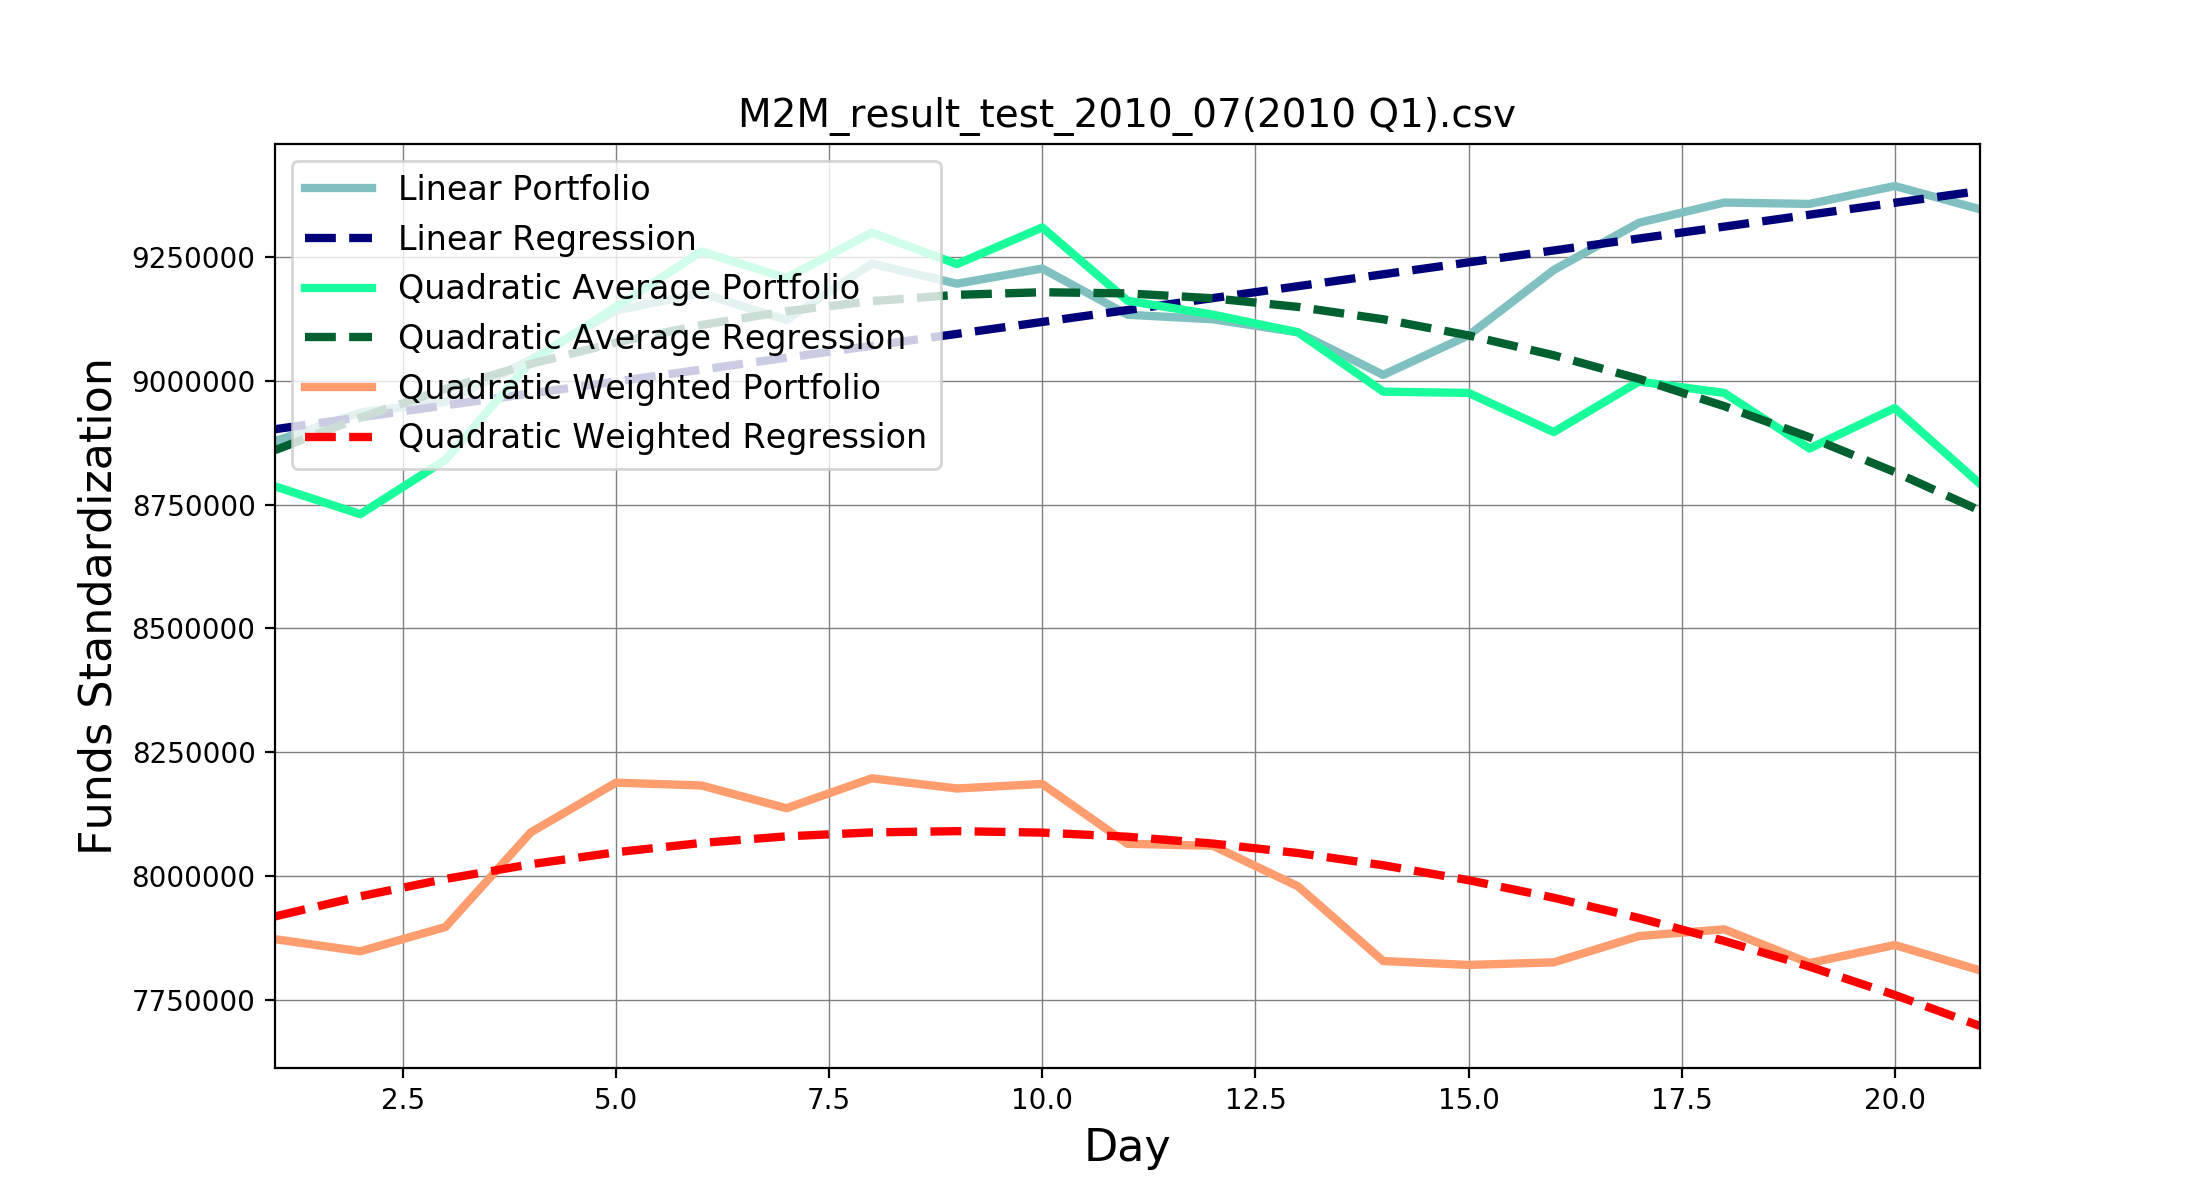 M2M_result_test_2010_07(2010 Q1).csv
Linear Portfolio
Linear Regression
Quadratic Average Portfolio
Quadratic Average Regression
Quadratic Weighted Portfolio
Quadratic Weighted Regression
Funds Standardization
9250000
9000000
8750000
8500000
8250000
8000000
7750000
2.5 5.0 7.5 10.0 12.5 15.0 17.5 20.0
Day